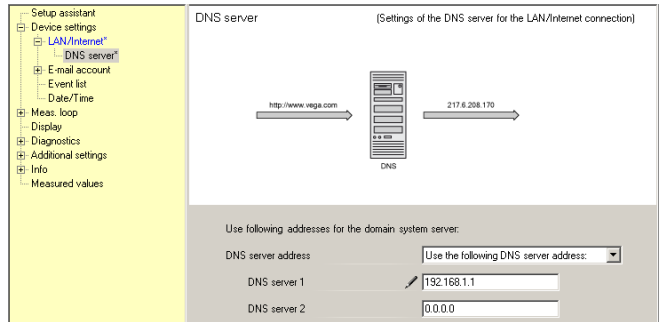 Setup assistant
Device settings
LAN/Internet*
DNS server*
E-mail account
Event list
Date/Time
Meas. loop
Display
Diagnostics
Additional settings
Info
Measured values
DNS server (Settings of the DNS server for the LAN/Internet connection)
http://www.vega.com 217.6.208.170
DNS
Use following addresses for the domain system server:
DNS server address Use the following DNS server address:
DNS server 1 192.168.1.1
DNS server 2 0.0.0.0